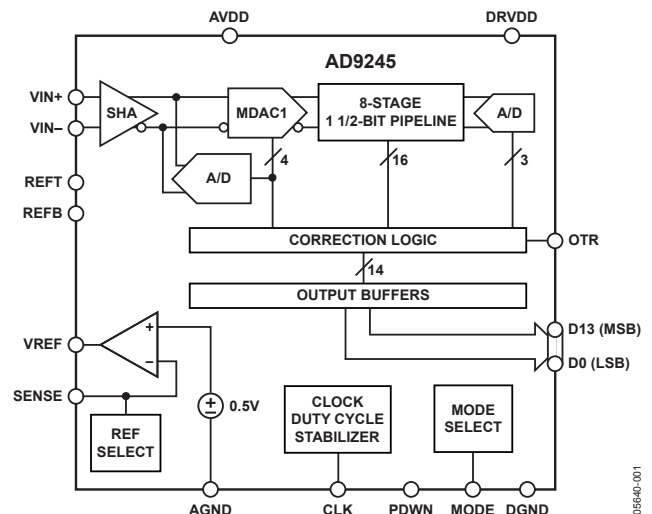 AVDD
DRVDD
AD9245
VIN+
SHA
MDAC1
8-STAGE
1 1/2-BIT PIPELINE
A/D
VIN–
A/D
4
16
3
REFT
REFB
CORRECTION LOGIC
OTR
14
OUTPUT BUFFERS
D13 (MSB)
VREF
+
–
D0 (LSB)
SENSE
REF
SELECT
0.5V
CLOCK
DUTY CYCLE
STABILIZER
MODE
SELECT
AGND
CLK
PDWN
MODE
DGND
05640-001